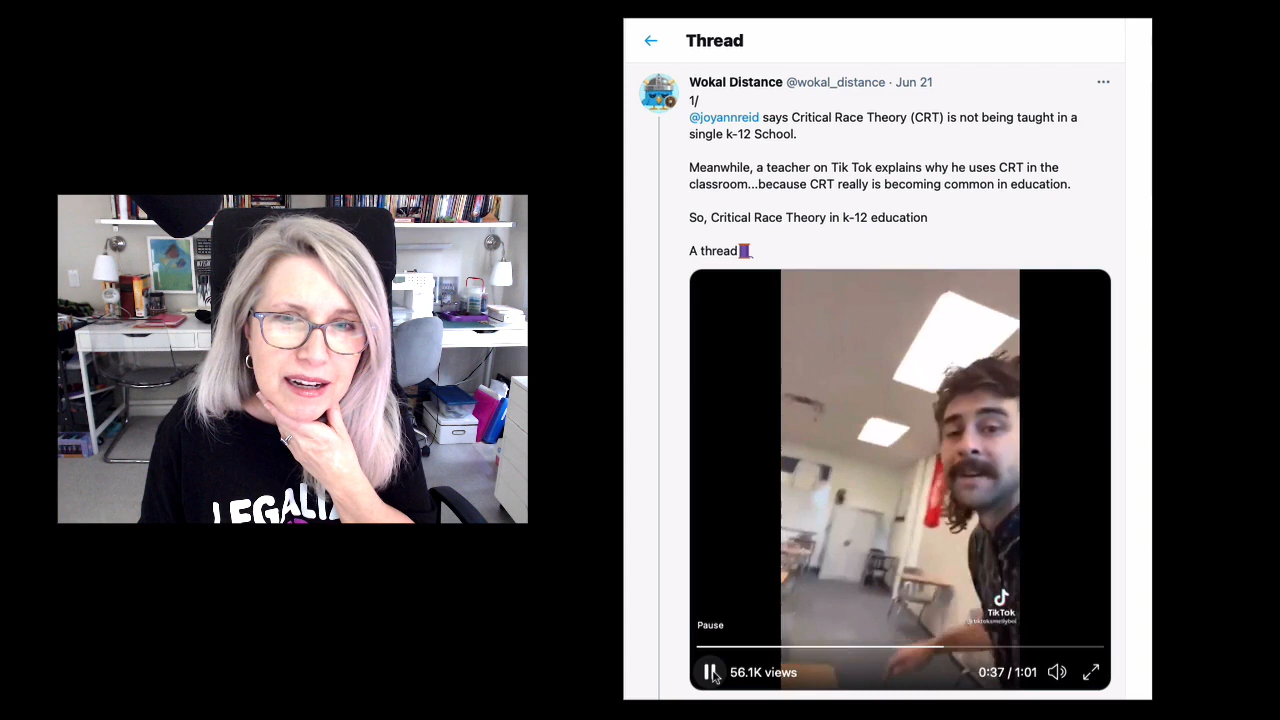 Thread
Wokal Distance @wokal_distance · Jun 21
1/
@joyannreid says Critical Race Theory (CRT) is not being taught in a
single k-12 School.
Meanwhile, a teacher on Tik Tok explains why he uses CRT in the
classroom...because CRT really is becoming common in education.
So, Critical Race Theory in k-12 education
A thread
TikTok
Pause
56.1K views
0:37 / 1:01